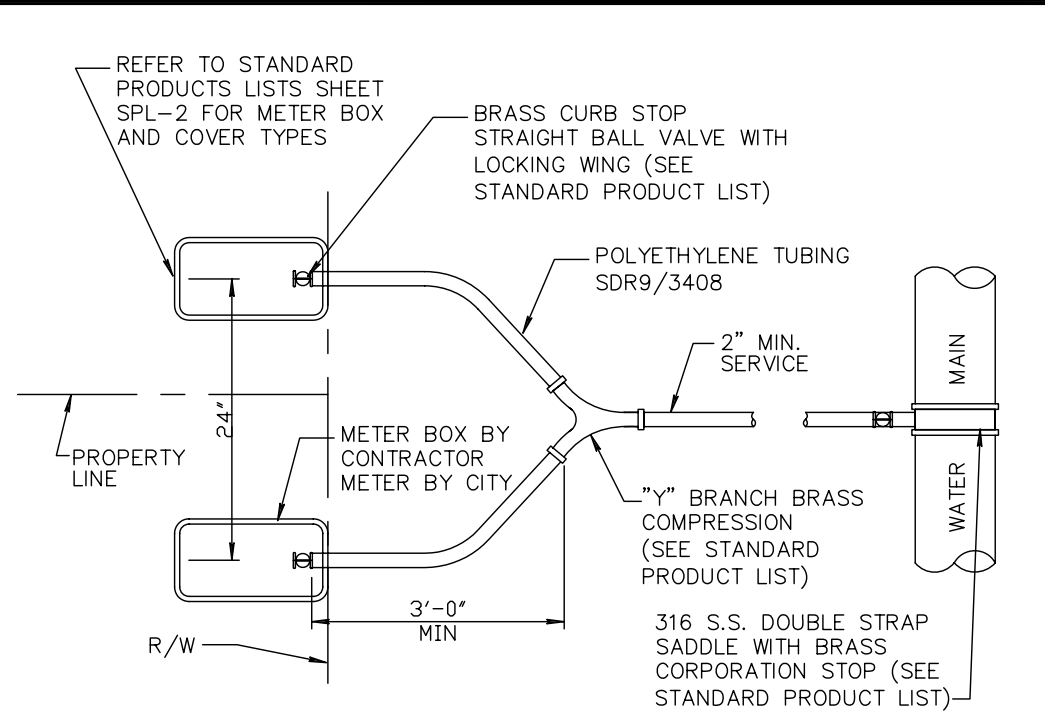 REFER TO STANDARD
PRODUCTS LISTS SHEET
SPL-2 FOR METER BOX
AND COVER TYPES
BRASS CURB STOP
STRAIGHT BALL VALVE WITH
LOCKING WING (SEE
STANDARD PRODUCT LIST)
POLYETHYLENE TUBING
SDR9/3408
2" MIN.
SERVICE
MAIN
WATER
24"
PROPERTY
LINE
METER BOX BY
CONTRACTOR
METER BY CITY
"Y" BRANCH BRASS
COMPRESSION
(SEE STANDARD
PRODUCT LIST)
3'-0"
MIN
R/W
316 S.S. DOUBLE STRAP
SADDLE WITH BRASS
CORPORATION STOP (SEE
STANDARD PRODUCT LIST)